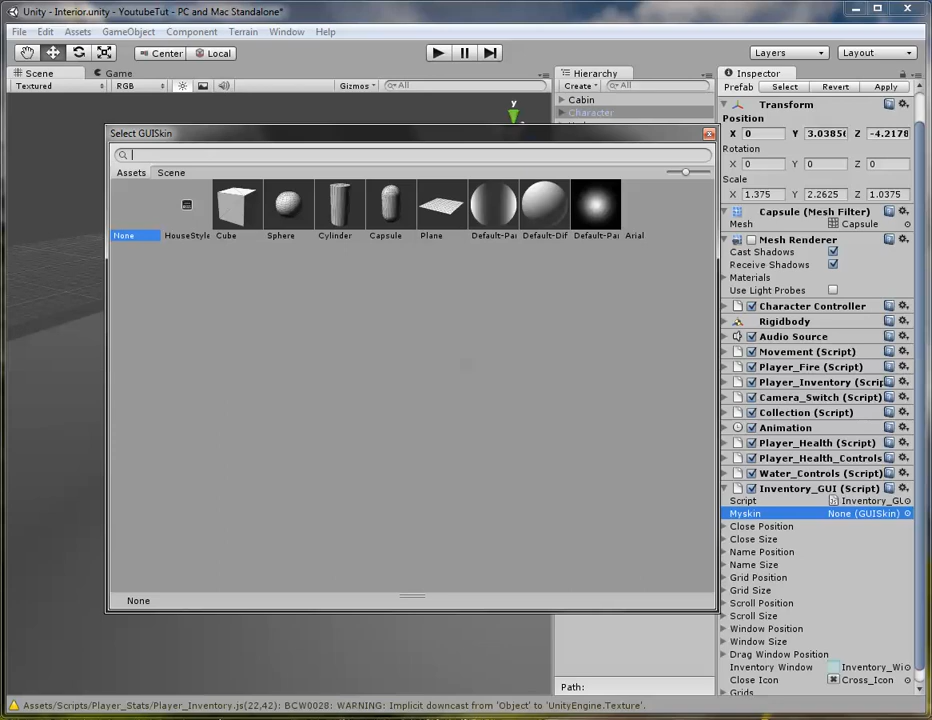 Unity - Interior.unity - YoutubeTut - PC and Mac Standalone*
File Edit Assets GameObject Component Terrain Window Help
Center Local Layers Layout
Scene Game Hierarchy Inspector
Textured RGB Gizmos All Create All Prefab Select Revert Apply
Cabin
Character
y
Transform
Position
X 0 Y 3.0385( Z -4.2178
Rotation
X 0 Y 0 Z 0
Scale
X 1.375 Y 2.2625 Z 1.0375
Select GUISkin
Assets Scene
None HouseStyle Cube Sphere Cylinder Capsule Plane Default-Pa Default-Dif Default-Pa Arial
None
Capsule (Mesh Filter)
Mesh Capsule
Mesh Renderer
Cast Shadows
Receive Shadows
Materials
Use Light Probes
Character Controller
Rigidbody
Audio Source
Movement (Script)
Player_Fire (Script)
Player_Inventory (Scrip
Camera_Switch (Script)
Collection (Script)
Animation
Player_Health (Script)
Player_Health_Controls
Water_Controls (Script)
Inventory_GUI (Script)
Script Inventory_GU
Myskin None (GUISkin)
Close Position
Close Size
Name Position
Name Size
Grid Position
Grid Size
Scroll Position
Scroll Size
Window Position
Window Size
Drag Window Position
Inventory Window Inventory_Wi
Close Icon Cross_Icon
Grids
Path:
Assets/Scripts/Player_Stats/Player_Inventory.js(22,42): BCW0028: WARNING: Implicit downcast from 'Object' to 'UnityEngine.Texture'.